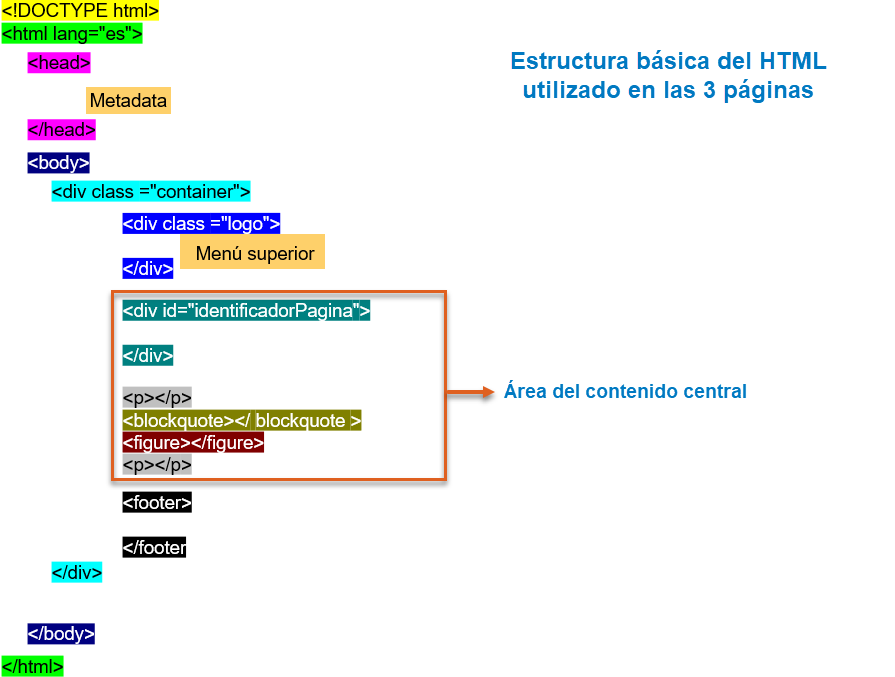 <!DOCTYPE html>
<html lang="es">
<head>
Estructura básica del HTML
utilizado en las 3 páginas
Metadata
</head>
<body>
<div class ="container">
<div class ="logo">
Menú superior
</div>
<div id="identificadorPagina">
</div>
Área del contenido central
<p></p>
<blockquote></ blockquote >
<figure></figure>
<p></p>
<footer>
</footer
</div>
</body>
</html>